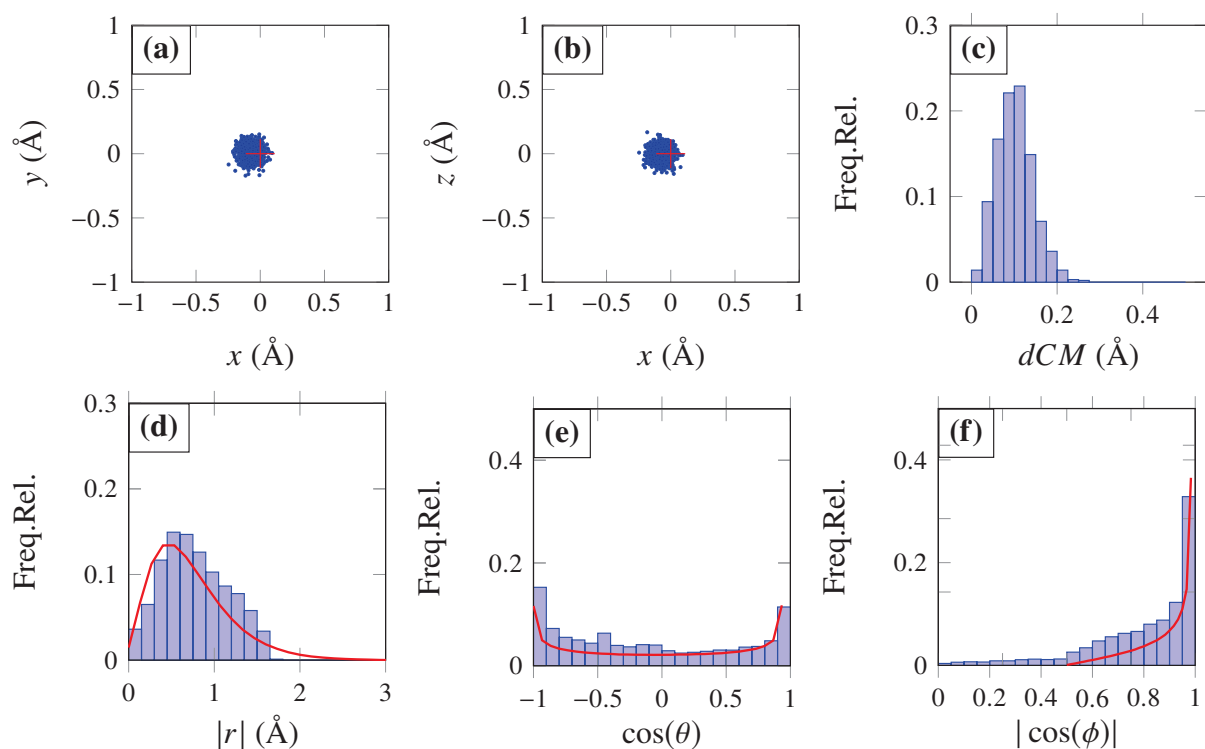 (a)
1
0.5
0
−0.5
−1
−1 −0.5 0 0.5 1
y (Å)
x (Å)
(b)
1
0.5
0
−0.5
−1
−1 −0.5 0 0.5 1
z (Å)
x (Å)
(c)
0.3
0.2
0.1
0
0 0.2 0.4
Freq.Rel.
dCM (Å)
(d)
0.3
0.2
0.1
0
0 1 2 3
Freq.Rel.
|r| (Å)
(e)
0.4
0.2
0
−1 −0.5 0 0.5 1
Freq.Rel.
cos(θ)
(f)
0.4
0.2
0
0 0.2 0.4 0.6 0.8 1
Freq.Rel.
| cos(ϕ)|